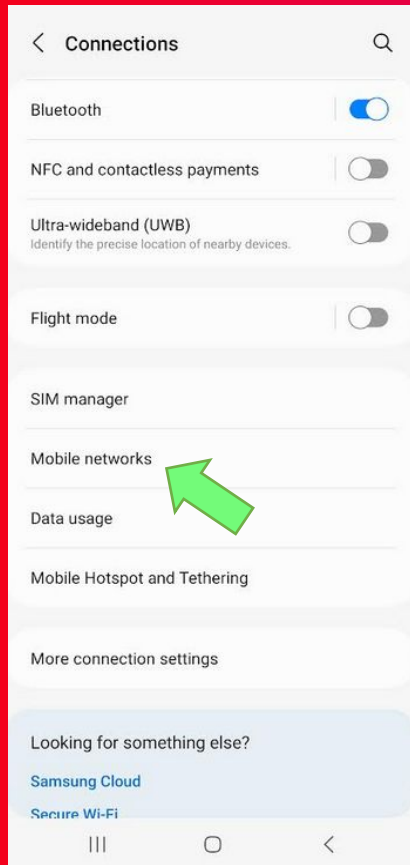 Connections
Bluetooth
NFC and contactless payments
Ultra-wideband (UWB)
Identify the precise location of nearby devices.
Flight mode
SIM manager
Mobile networks
Data usage
Mobile Hotspot and Tethering
More connection settings
Looking for something else?
Samsung Cloud
Secure Wi-Fi